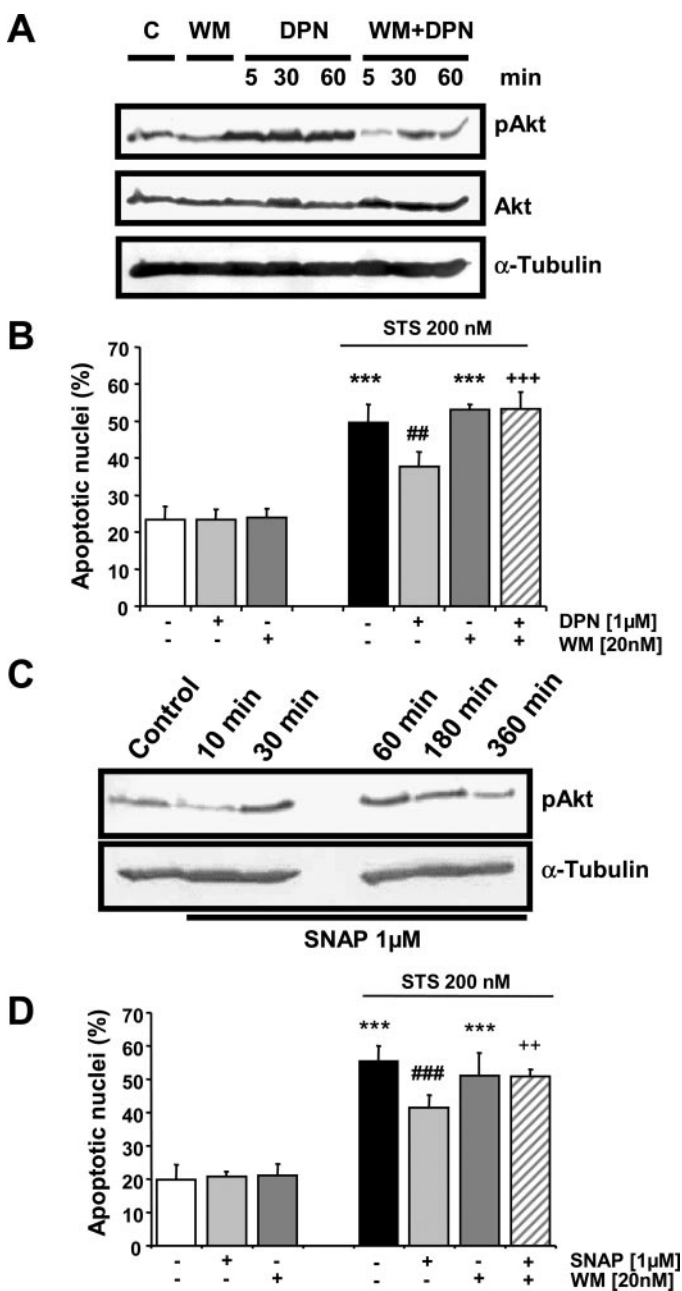 A
C WM DPN WM+DPN
5 30 60 5 30 60 min
pAkt
Akt
α-Tubulin
B
STS 200 nM
Apoptotic nuclei (%)
70
60
50
40
30
20
10
0
*** ## *** +++
- + - - + - + DPN [1µM]
- - + - - + + WM [20nM]
C
Control 10 min 30 min 60 min 180 min 360 min
pAkt
α-Tubulin
SNAP 1µM
D
STS 200 nM
Apoptotic nuclei (%)
70
60
50
40
30
20
10
0
*** ### *** ++
- + - - + - + SNAP [1µM]
- - + - - + + WM [20nM]